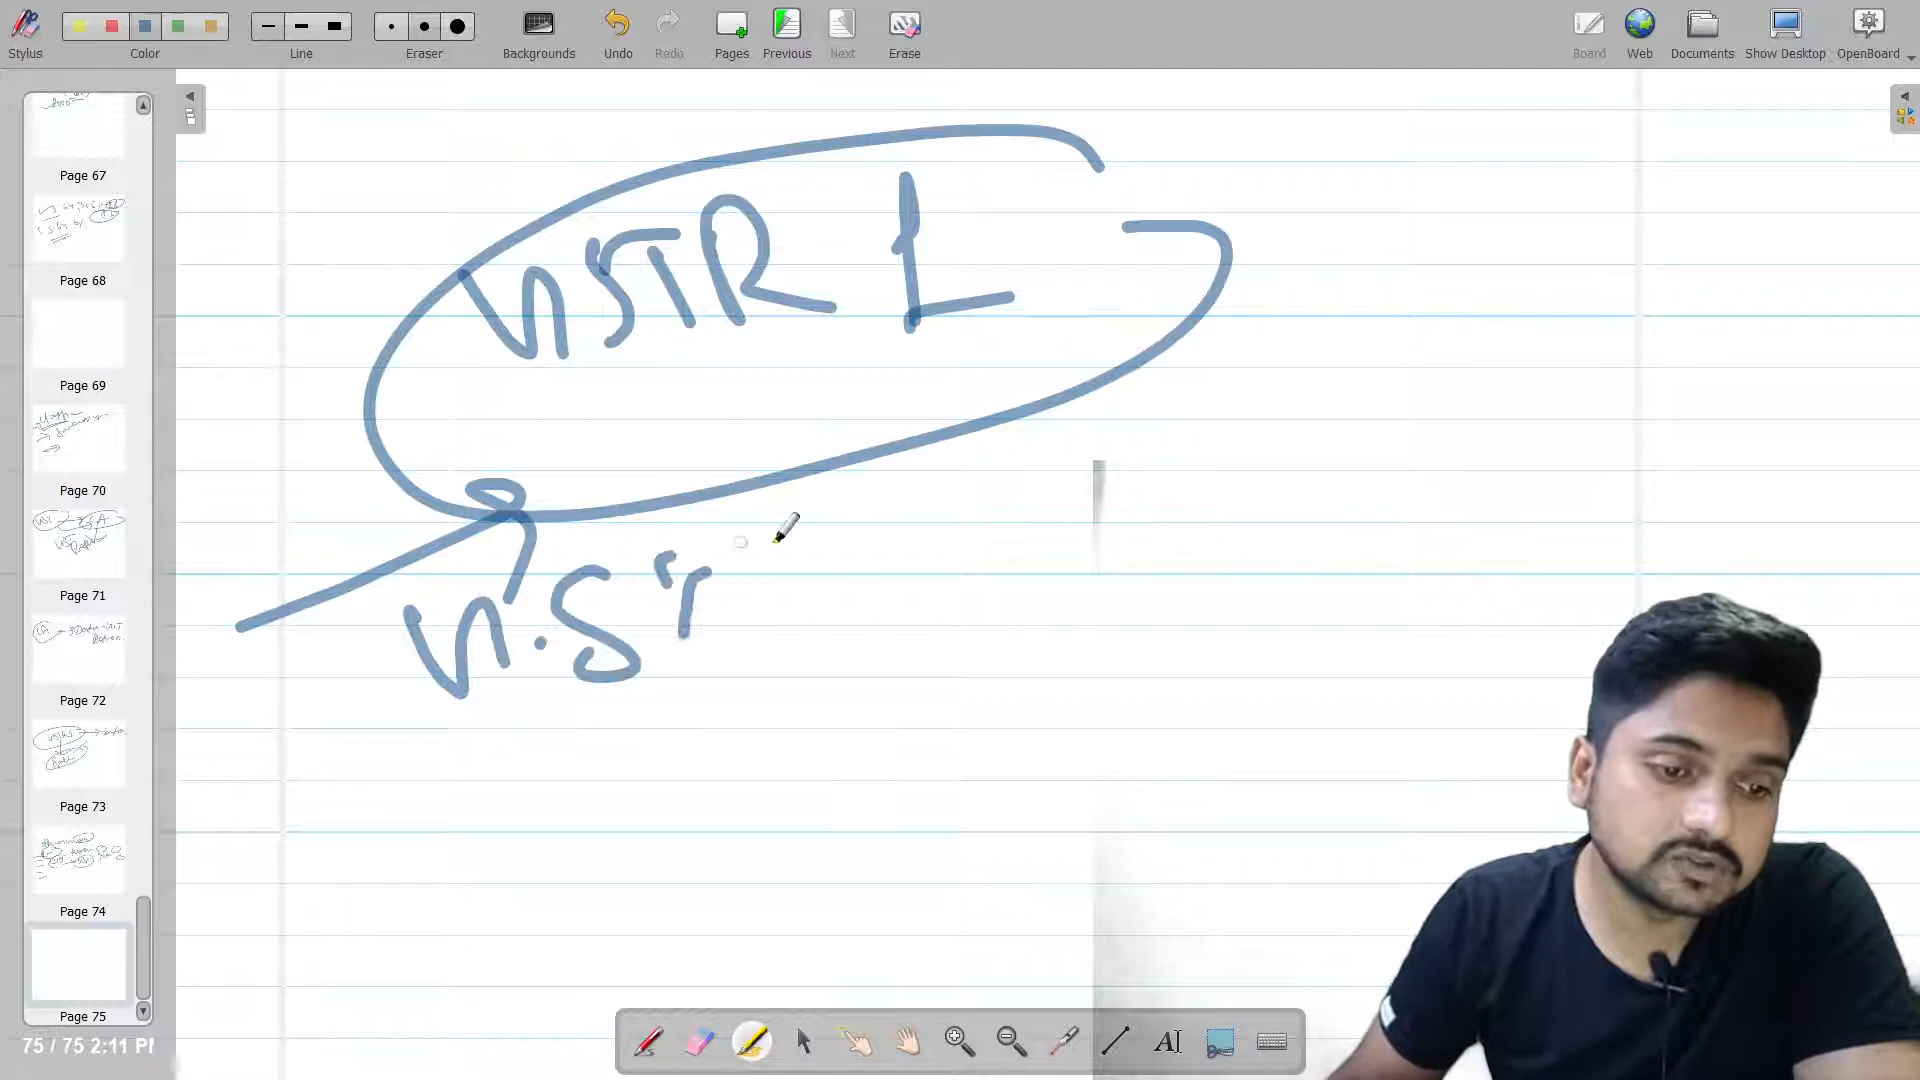 Stylus
Color
Line
Eraser
Backgrounds
Undo
Redo
Pages
Previous
Next
Erase
Board
Web
Documents
Show Desktop
OpenBoard
Page 67
Page 68
Page 69
Page 70
Page 71
Page 72
Page 73
Page 74
Page 75
75 / 75 2:11 P
VSTR L
V.S T